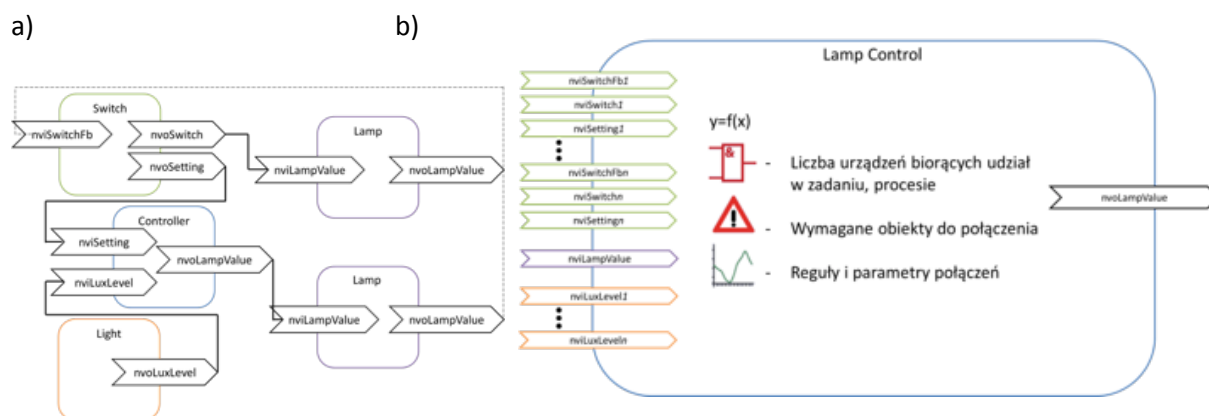 a)
b)
Switch
nviSwitchFb
nvoSwitch
nvoSetting
Lamp
nviLampValue
nvoLampValue
Controller
nviSetting
nvoLampValue
nviLuxLevel
Lamp
nviLampValue
nvoLampValue
Light
nvoLuxLevel
Lamp Control
nviSwitchFb1
nviSwitch1
nviSetting1
nviSwitchFbn
nviSwitchn
nviSettingn
nviLampValue
nviLuxLevel1
nviLuxLeveln
y=f(x)
&
- Liczba urządzeń biorących udział
w zadaniu, procesie
- Wymagane obiekty do połączenia
- Reguły i parametry połączeń
nvoLampValue